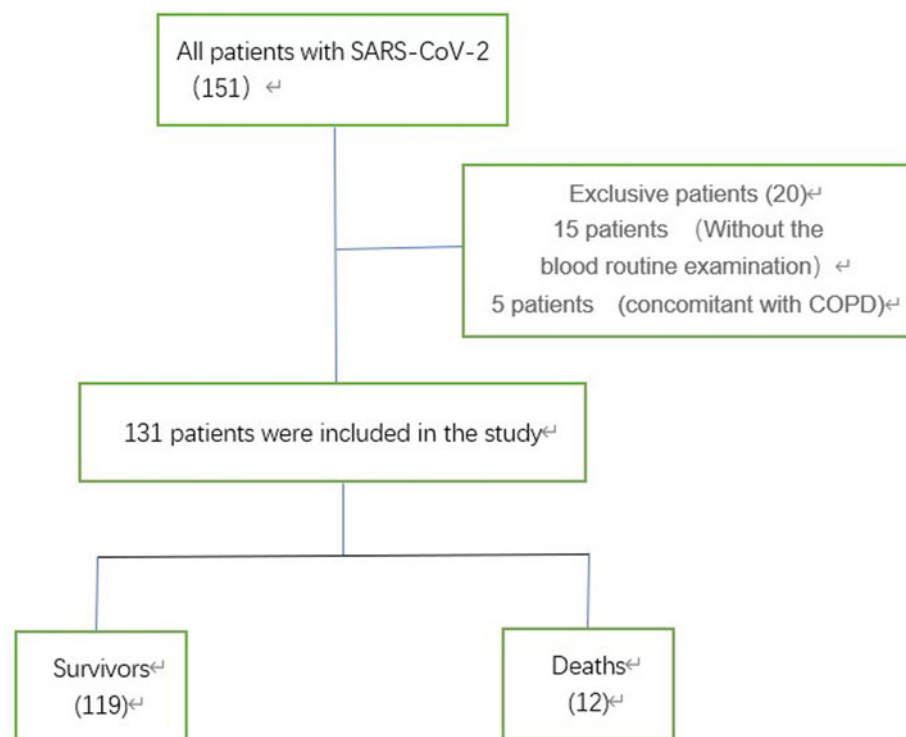 All patients with SARS-CoV-2
（151）↵
Exclusive patients (20)↵
15 patients （Without the
blood routine examination）↵
5 patients （concomitant with COPD)↵
131 patients were included in the study↵
Survivors↵
(119)↵
Deaths↵
(12)↵